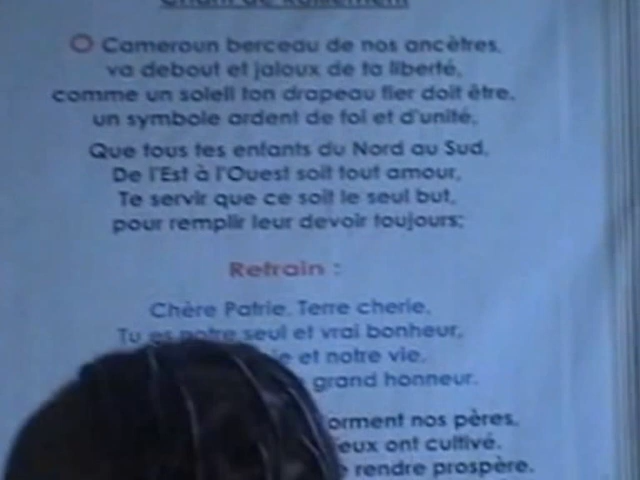 Chant de Ralliement
O Cameroun berceau de nos ancêtres,
va debout et jaloux de ta liberté,
comme un soleil ton drapeau fier doit être,
un symbole ardent de foi et d'unité,
Que tous tes enfants du Nord au Sud,
De l'Est à l'Ouest soit tout amour,
Te servir que ce soit le seul but,
pour remplir leur devoir toujours;
Refrain :
Chère Patrie, Terre cherie,
Tu es notre seul et vrai bonheur,
et notre vie,
grand honneur.
nos pères,
ont cultivé.
rendre prospère.